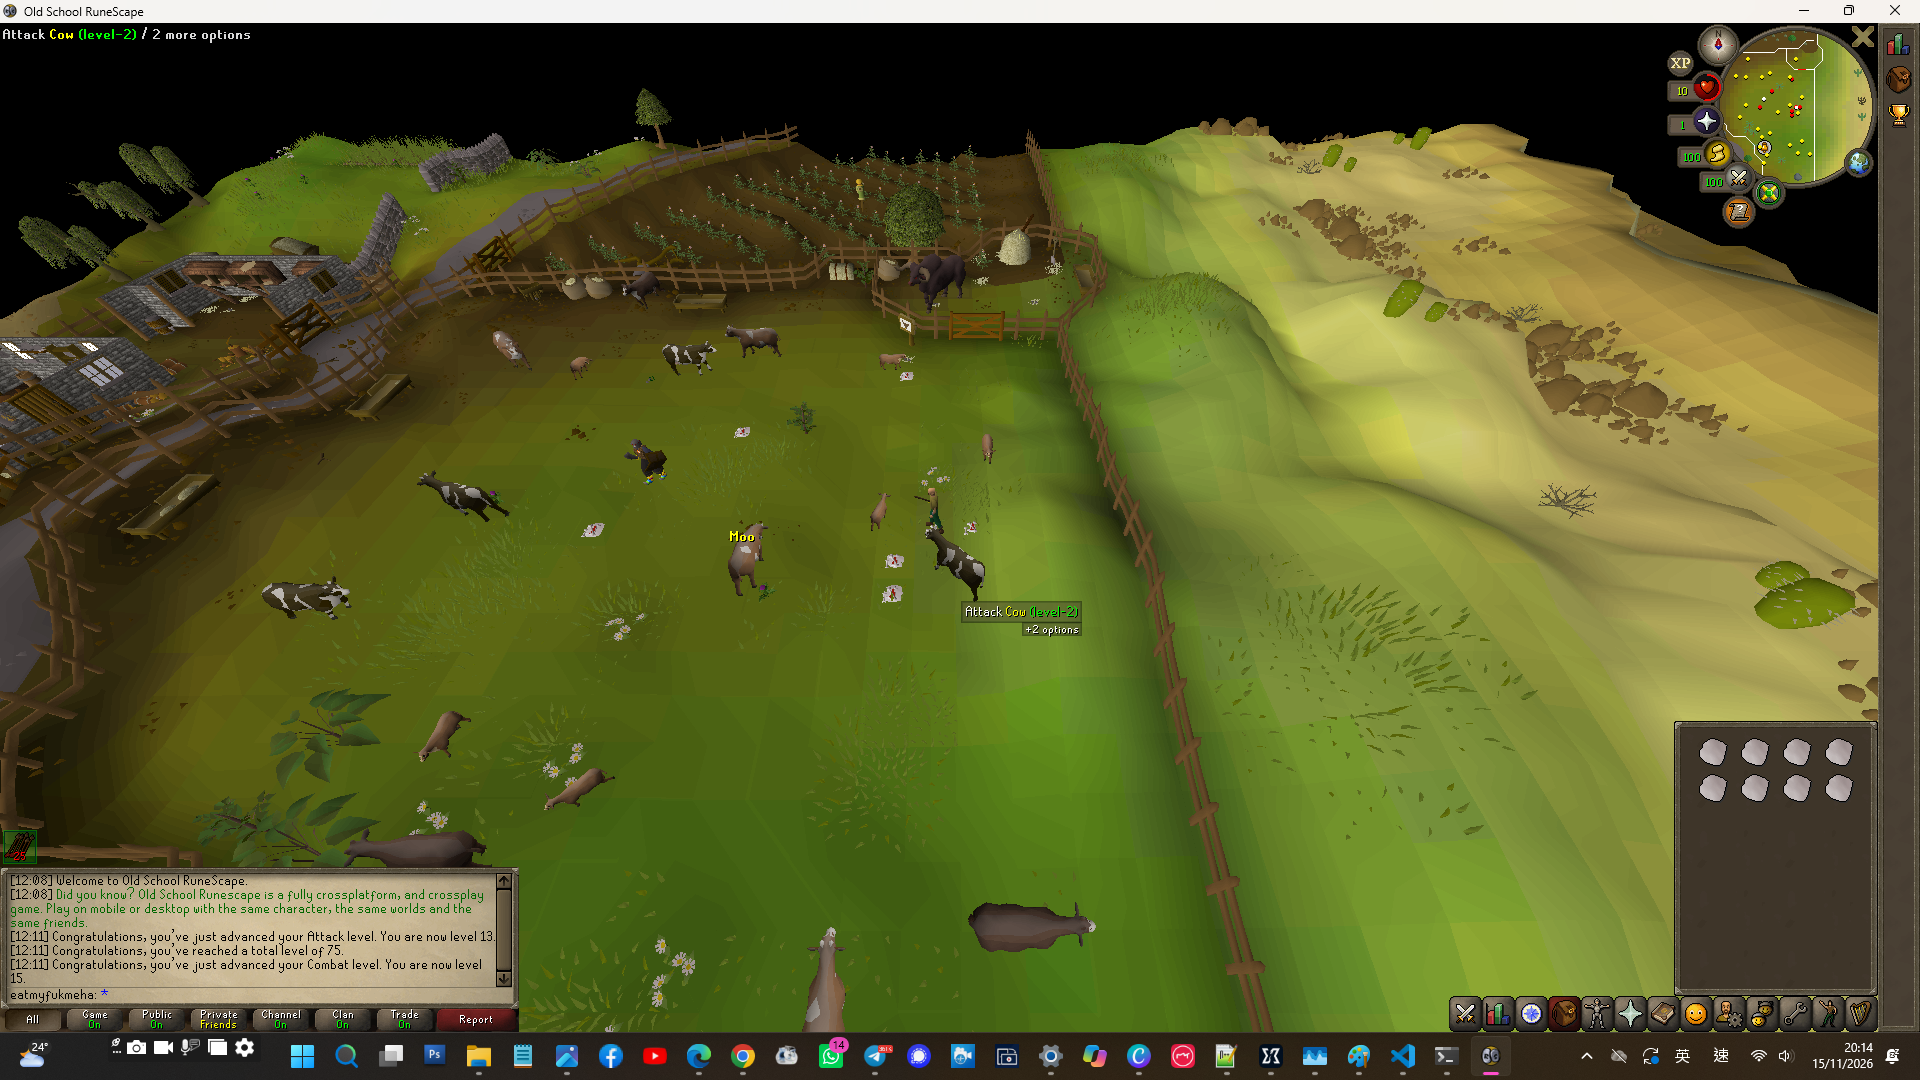 Old School RuneScape
Attack Cow (level-2) / 2 more options
N
XP
10
1
100
100
Moo
Attack Cow (level-2)
+2 options
[12:08] Welcome to Old School RuneScape.
[12:08] Did you know? Old School Runescape is a fully crossplatform, and crossplay
game. Play on mobile or desktop with the same character, the same worlds and the
same friends.
[12:11] Congratulations, you've just advanced your Attack level. You are now level 13.
[12:11] Congratulations, you've reached a total level of 75.
[12:11] Congratulations, you've just advanced your Combat level. You are now level
15.
eatmyfukmeha: *
All
Game
On
Public
On
Private
Friends
Channel
On
Clan
On
Trade
On
Report
24°
Ps
14
英
速
20:14
15/11/2026